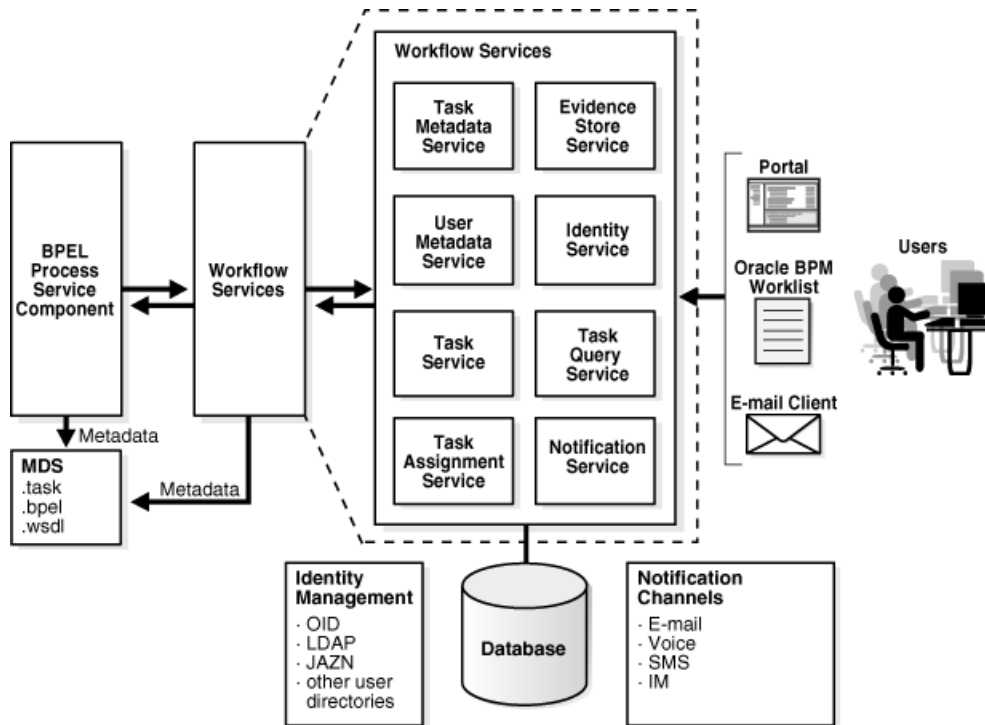 Workflow Services
Task
Metadata
Service
Evidence
Store
Service
User
Metadata
Service
Identity
Service
Task
Service
Task
Query
Service
Task
Assignment
Service
Notification
Service
BPEL
Process
Service
Component
Workflow
Services
Metadata
MDS
.task
.bpel
.wsdl
Metadata
Portal
Oracle BPM
Worklist
E-mail Client
Users
Identity
Management
· OID
· LDAP
· JAZN
· other user
directories
Database
Notification
Channels
· E-mail
· Voice
· SMS
· IM